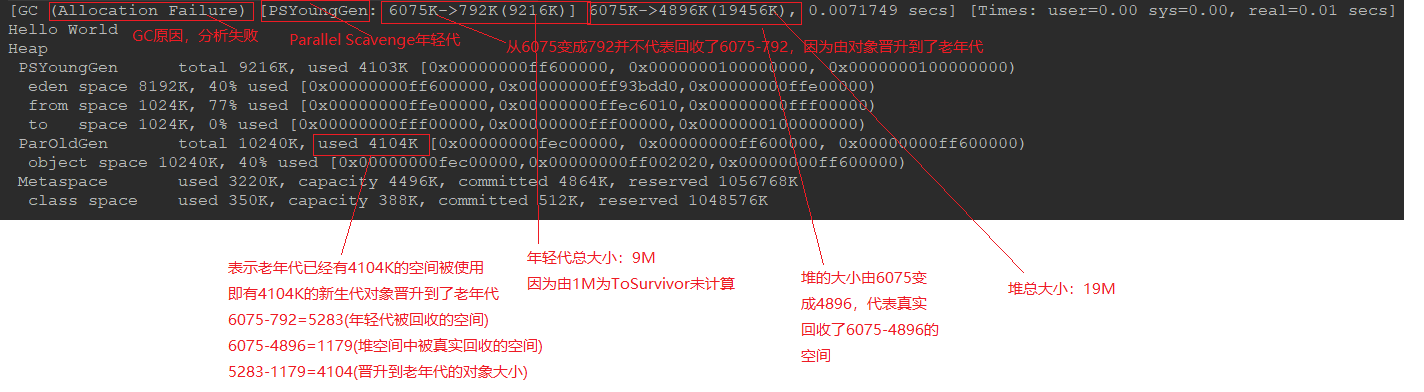 [GC (Allocation Failure) [PSYoungGen: 6075K->792K(9216K)] 6075K->4896K(19456K), 0.0071749 secs] [Times: user=0.00 sys=0.00, real=0.01 secs]
Hello World
GC原因，分析失败
Parallel Scavenge年轻代
从6075变成792并不代表回收了6075-792，因为由对象晋升到了老年代
Heap
PSYoungGen total 9216K, used 4103K [0x00000000ff600000, 0x0000000100000000, 0x0000000100000000)
eden space 8192K, 40% used [0x00000000ff600000,0x00000000ff93bdd0,0x00000000ffe00000)
from space 1024K, 77% used [0x00000000ffe00000,0x00000000ffec6010,0x00000000fff00000)
to space 1024K, 0% used [0x00000000fff00000,0x00000000fff00000,0x0000000100000000)
ParOldGen total 10240K, used 4104K [0x00000000fec00000, 0x00000000ff600000, 0x00000000ff600000)
object space 10240K, 40% used [0x00000000fec00000,0x00000000ff002020,0x00000000ff600000)
Metaspace used 3220K, capacity 4496K, committed 4864K, reserved 1056768K
class space used 350K, capacity 388K, committed 512K, reserved 1048576K
表示老年代已经有4104K的空间被使用
即有4104K的新生代对象晋升到了老年代
6075-792=5283(年轻代被回收的空间)
6075-4896=1179(堆空间中被真实回收的空间)
5283-1179=4104(晋升到老年代的对象大小)
年轻代总大小：9M
因为由1M为ToSurvivor未计算
堆的大小由6075变
成4896，代表真实
回收了6075-4896的
空间
堆总大小：19M